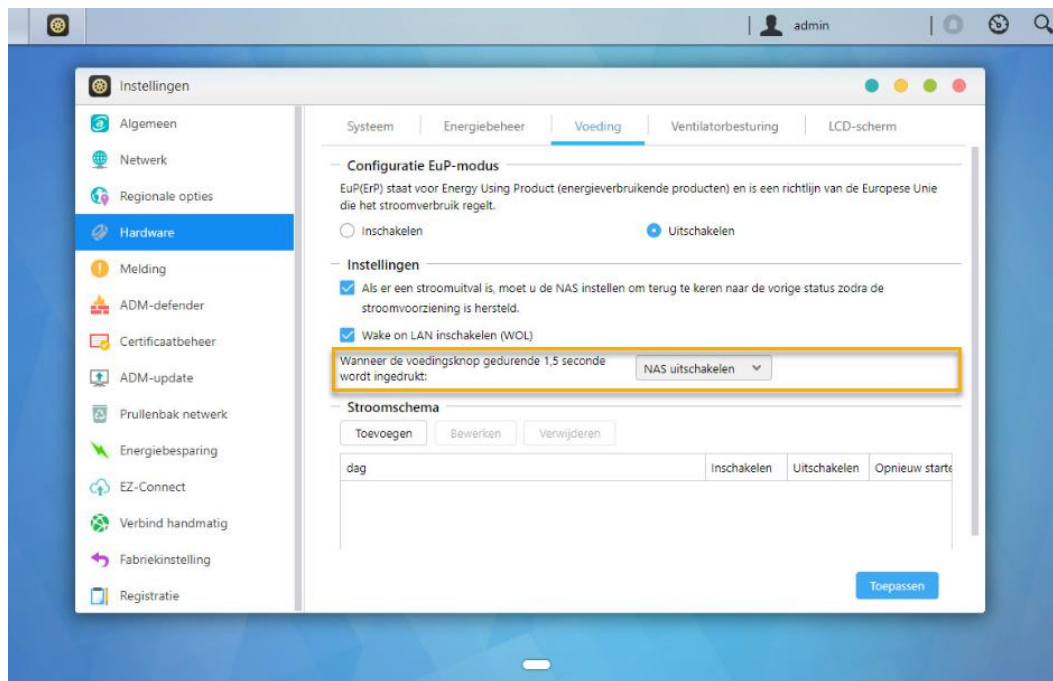 admin
Instellingen
Algemeen
Netwerk
Regionale opties
Hardware
Melding
ADM-defender
Certificaatbeheer
ADM-update
Prullenbak netwerk
Energiebesparing
EZ-Connect
Verbind handmatig
Fabriekinstelling
Registratie
Systeem
Energiebeheer
Voeding
Ventilatorbesturing
LCD-scherm
Configuratie EuP-modus
EuP(ErP) staat voor Energy Using Product (energieverbruikende producten) en is een richtlijn van de Europese Unie
die het stroomverbruik regelt.
Inschakelen
Uitschakelen
Instellingen
Als er een stroomuitval is, moet u de NAS instellen om terug te keren naar de vorige status zodra de
stroomvoorziening is hersteld.
Wake on LAN inschakelen (WOL)
Wanneer de voedingsknop gedurende 1,5 seconde
wordt ingedrukt:
NAS uitschakelen
Stroomschema
Toevoegen
Bewerken
Verwijderen
dag
Inschakelen
Uitschakelen
Opnieuw starte
Toepassen